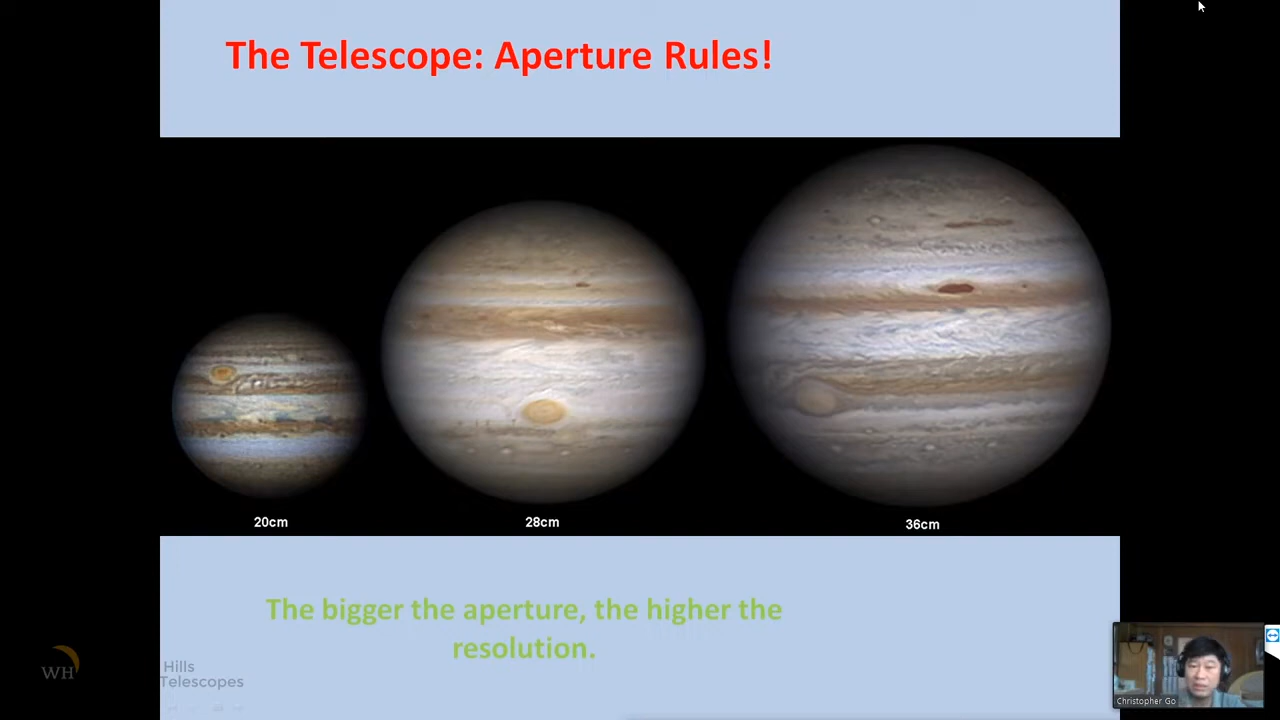 The Telescope: Aperture Rules!
20cm
28cm
36cm
The bigger the aperture, the higher the
resolution.
WH
Hills
Telescopes
Christopher Go